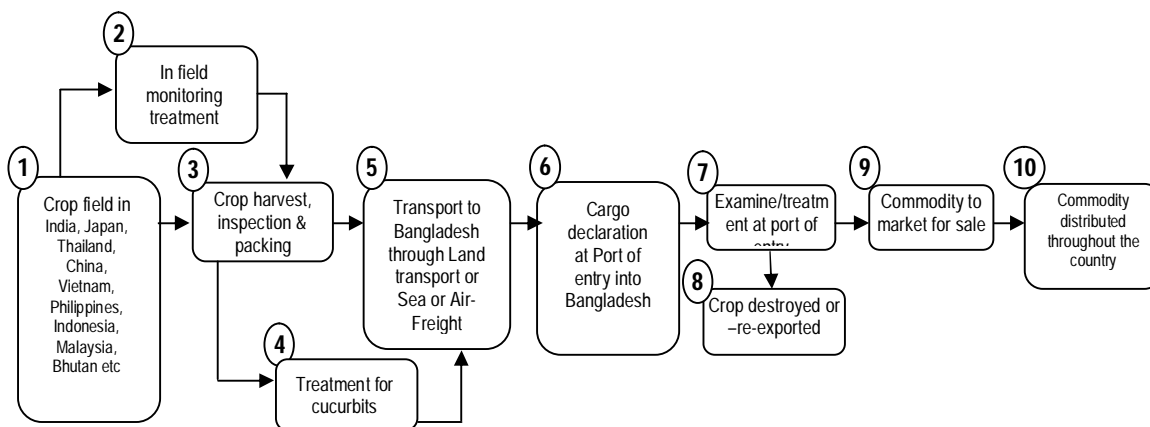 1
Crop field in
India, Japan,
Thailand,
China,
Vietnam,
Philippines,
Indonesia,
Malaysia,
Bhutan etc
2
In field
monitoring
treatment
3
Crop harvest,
inspection &
packing
4
Treatment for
cucurbits
5
Transport to
Bangladesh
through Land
transport or
Sea or Air-
Freight
6
Cargo
declaration
at Port of
entry into
Bangladesh
7
Examine/treatm
ent at port of
entry
8
Crop destroyed or
–re-exported
9
Commodity to
market for sale
10
Commodity
distributed
throughout the
country